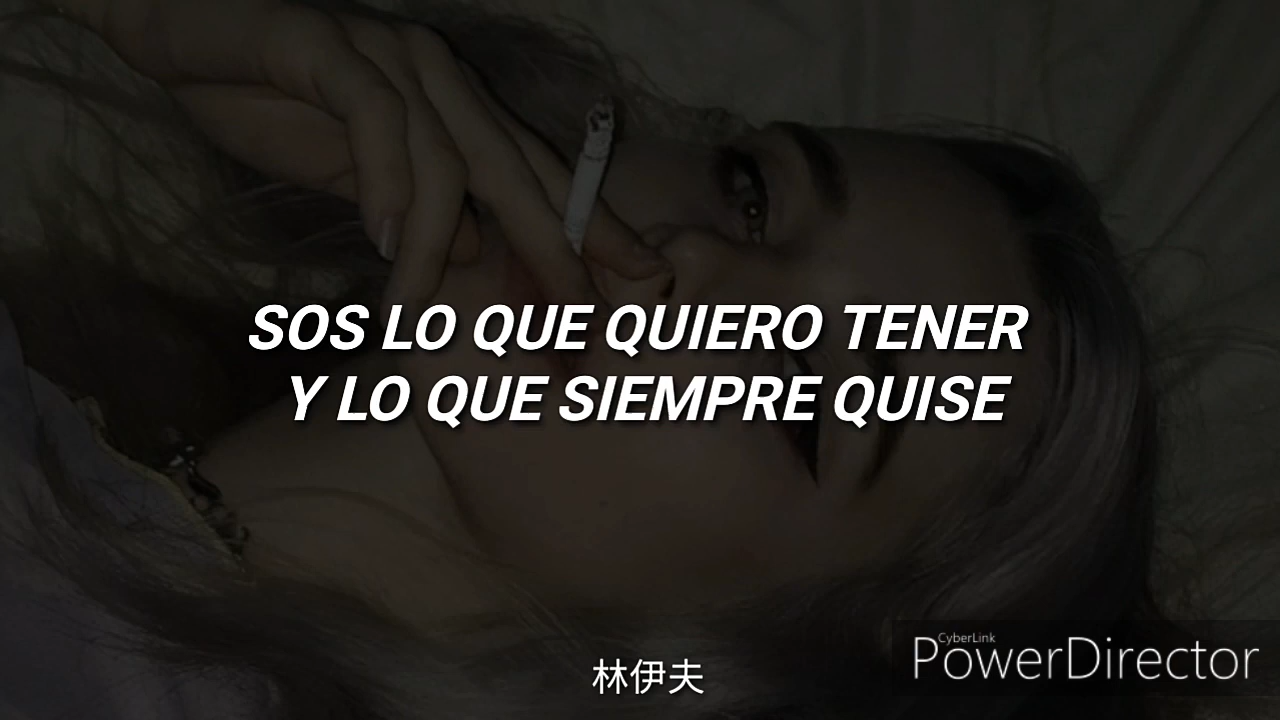 SOS LO QUE QUIERO TENER
Y LO QUE SIEMPRE QUISE
林伊夫
CyberLink
PowerDirector